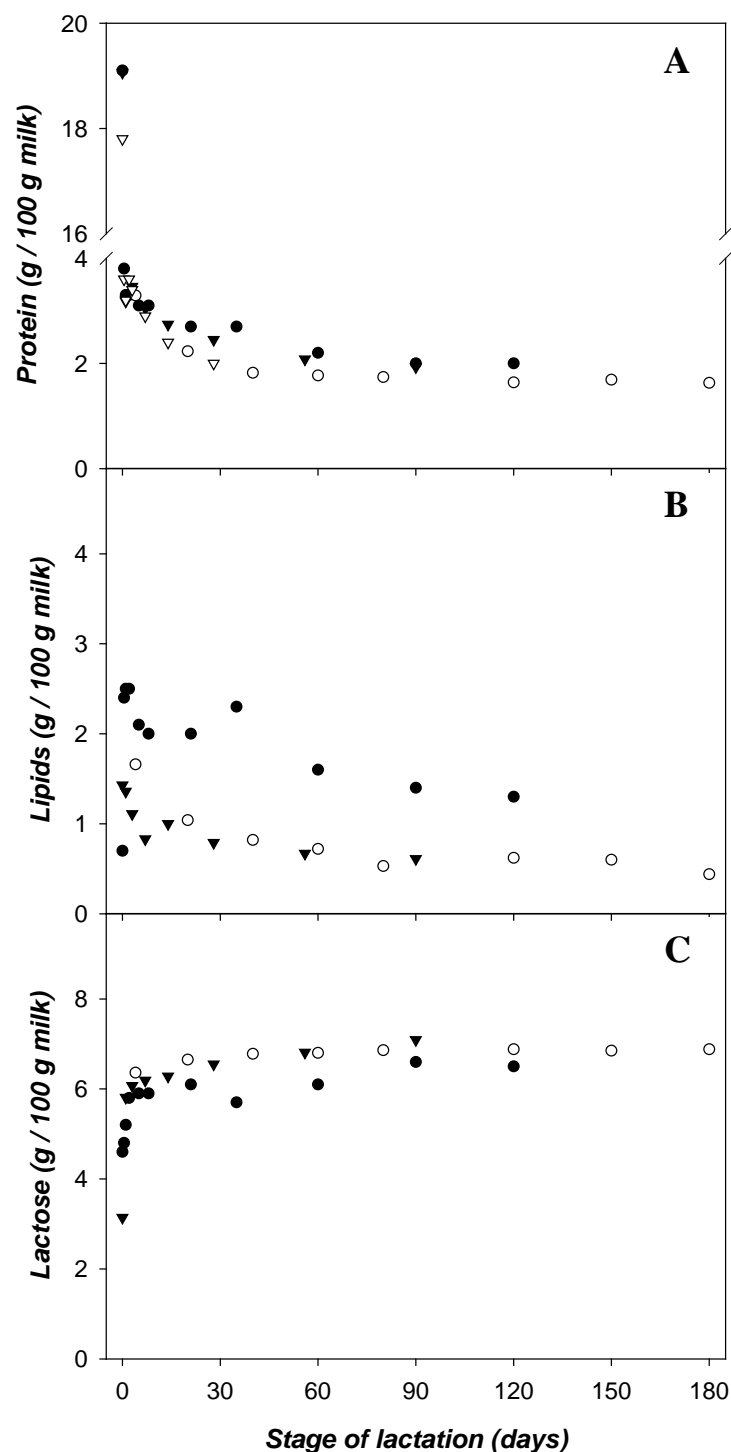 20
A
18
16
4
2
0
Protein (g / 100 g milk)
B
4
3
2
1
0
Lipids (g / 100 g milk)
C
8
6
4
2
0
Lactose (g / 100 g milk)
0 30 60 90 120 150 180
Stage of lactation (days)